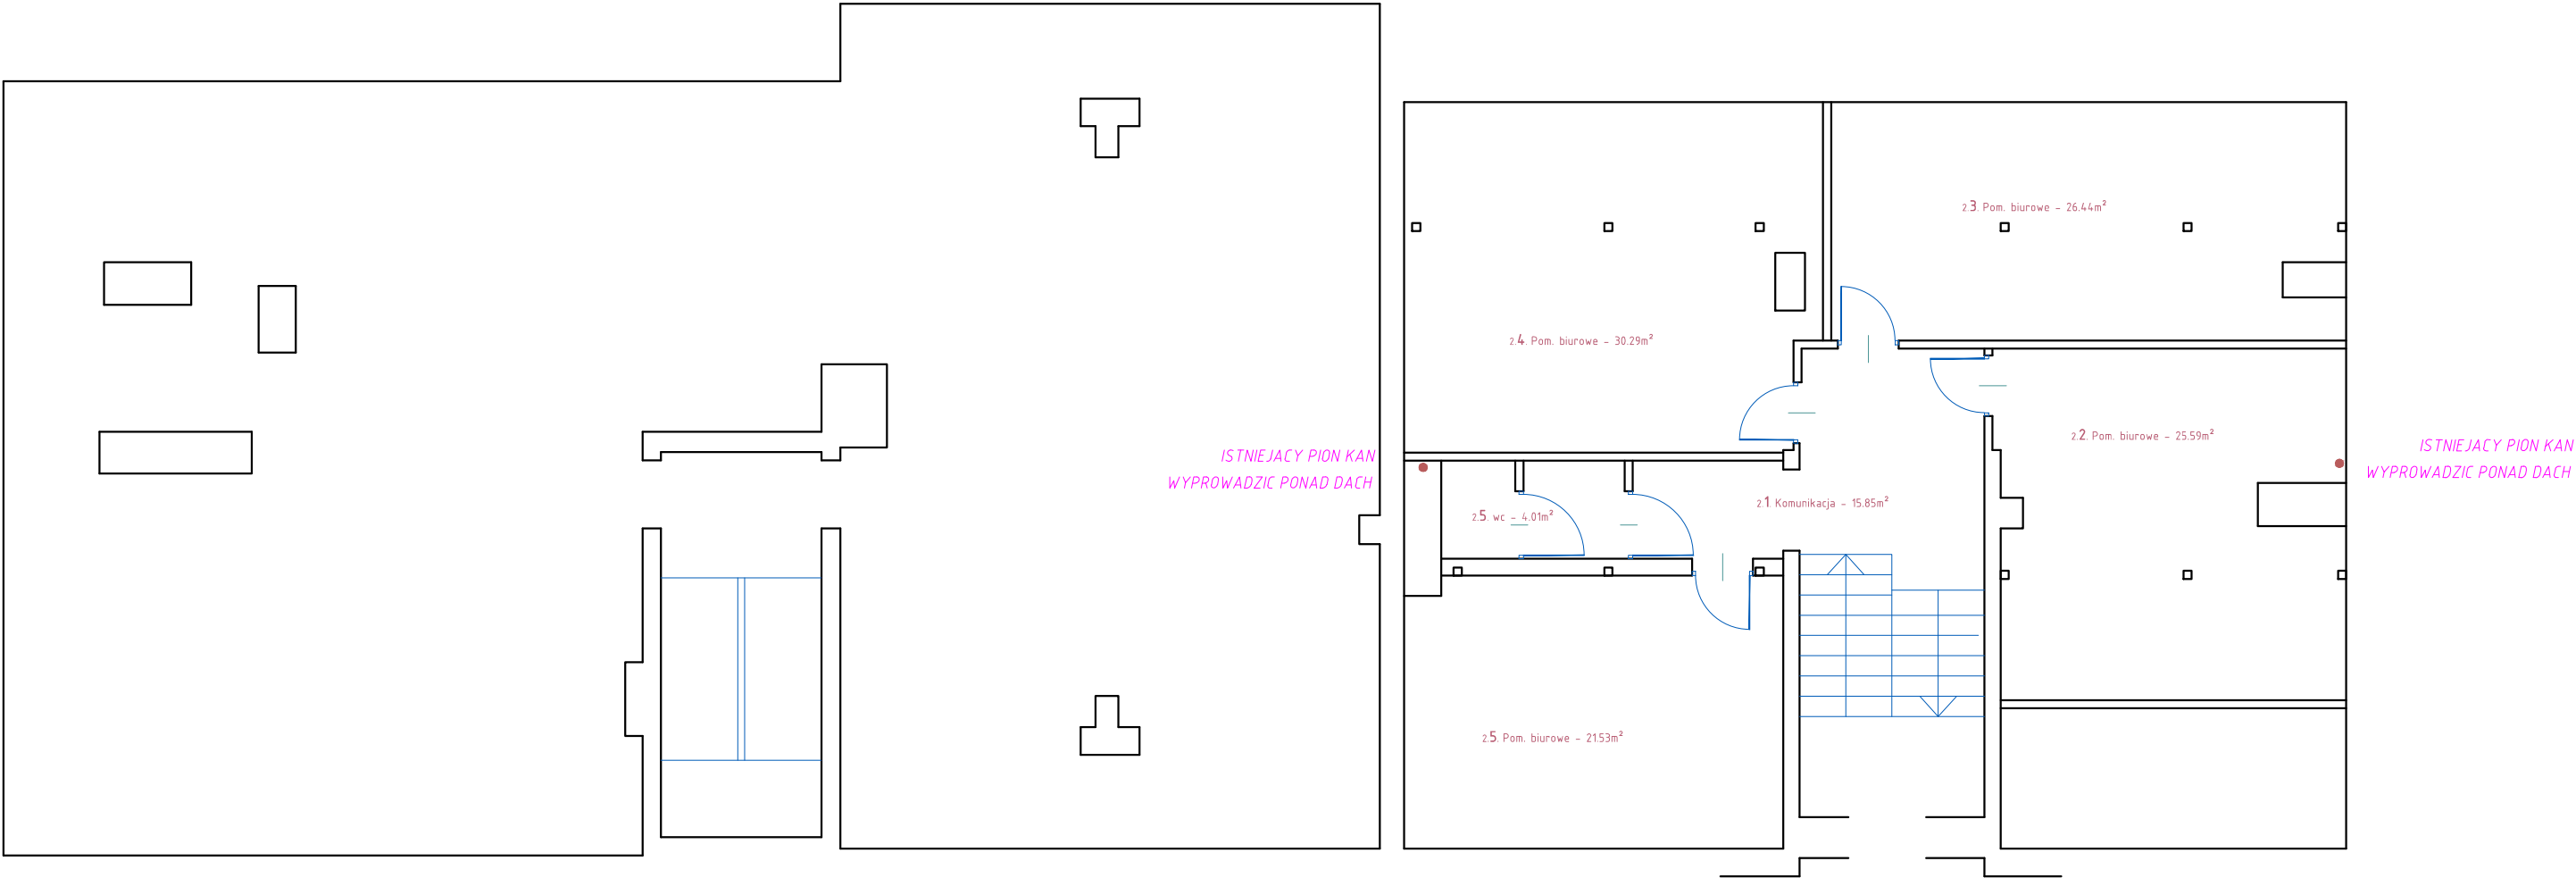 2.3. Pom. biurowe - 26.44m²
2.4. Pom. biurowe - 30.29m²
2.2. Pom. biurowe - 25.59m²
ISTNIEJACY PION KAN
WYPROWADZIC PONAD DACH
ISTNIEJACY PION KAN
WYPROWADZIC PONAD DACH
2.5. wc - 4.01m²
2.1. Komunikacja - 15.85m²
2.5. Pom. biurowe - 21.53m²